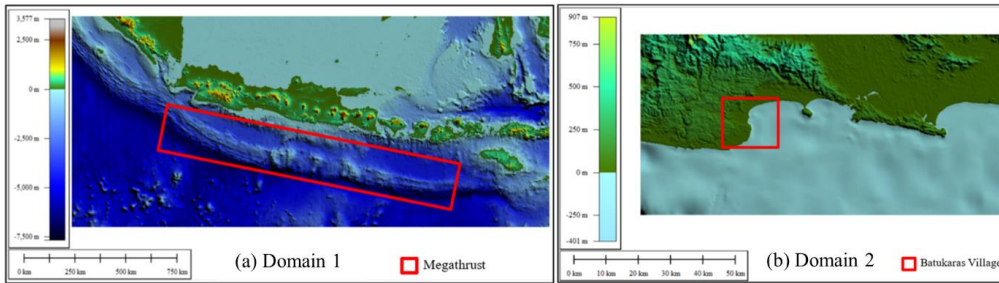 3,577 m
2,500 m
0 m
-2,500 m
-5,000 m
-7,500 m
0 km
250 km
500 km
750 km
(a) Domain 1
Megathrust
907 m
750 m
500 m
250 m
0 m
-250 m
-401 m
0 km
10 km
20 km
30 km
40 km
50 km
(b) Domain 2
Batukaras Village